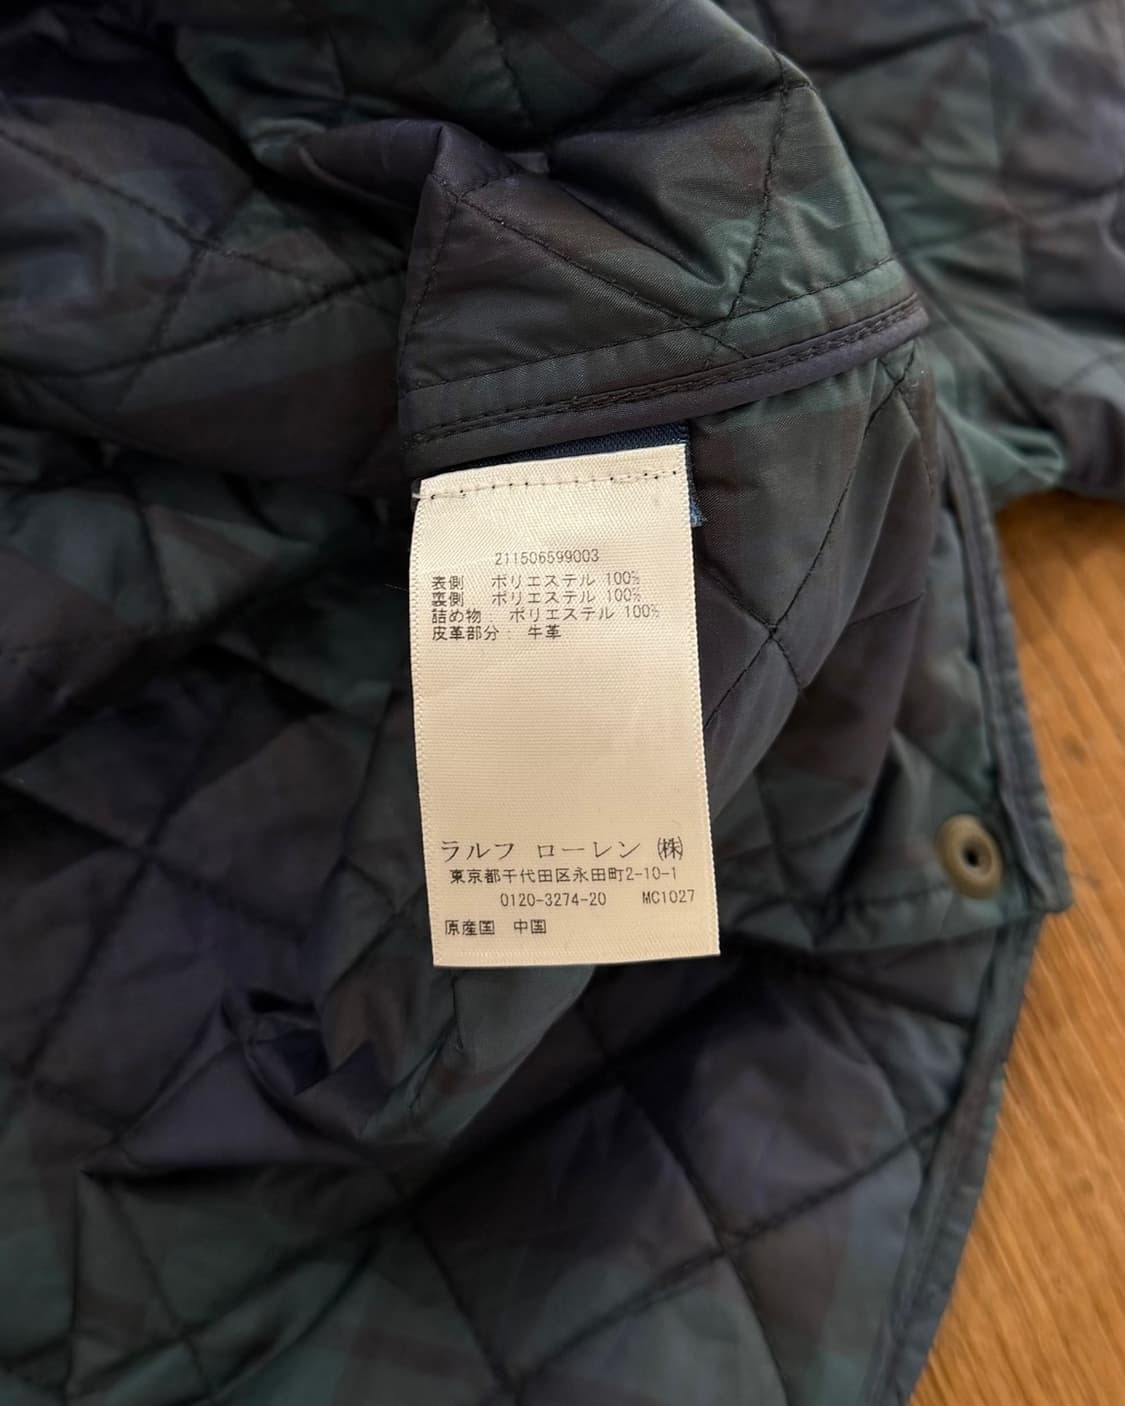 211506599003
表側 ポリエステル 100%
裏側 ポリエステル 100%
詰め物: ポリエステル 100%
皮革部分: 牛革
ラルフ ローレン ㈱
東京都千代田区永田町2-10-1
0120-3274-20 MC1027
原産国 中国